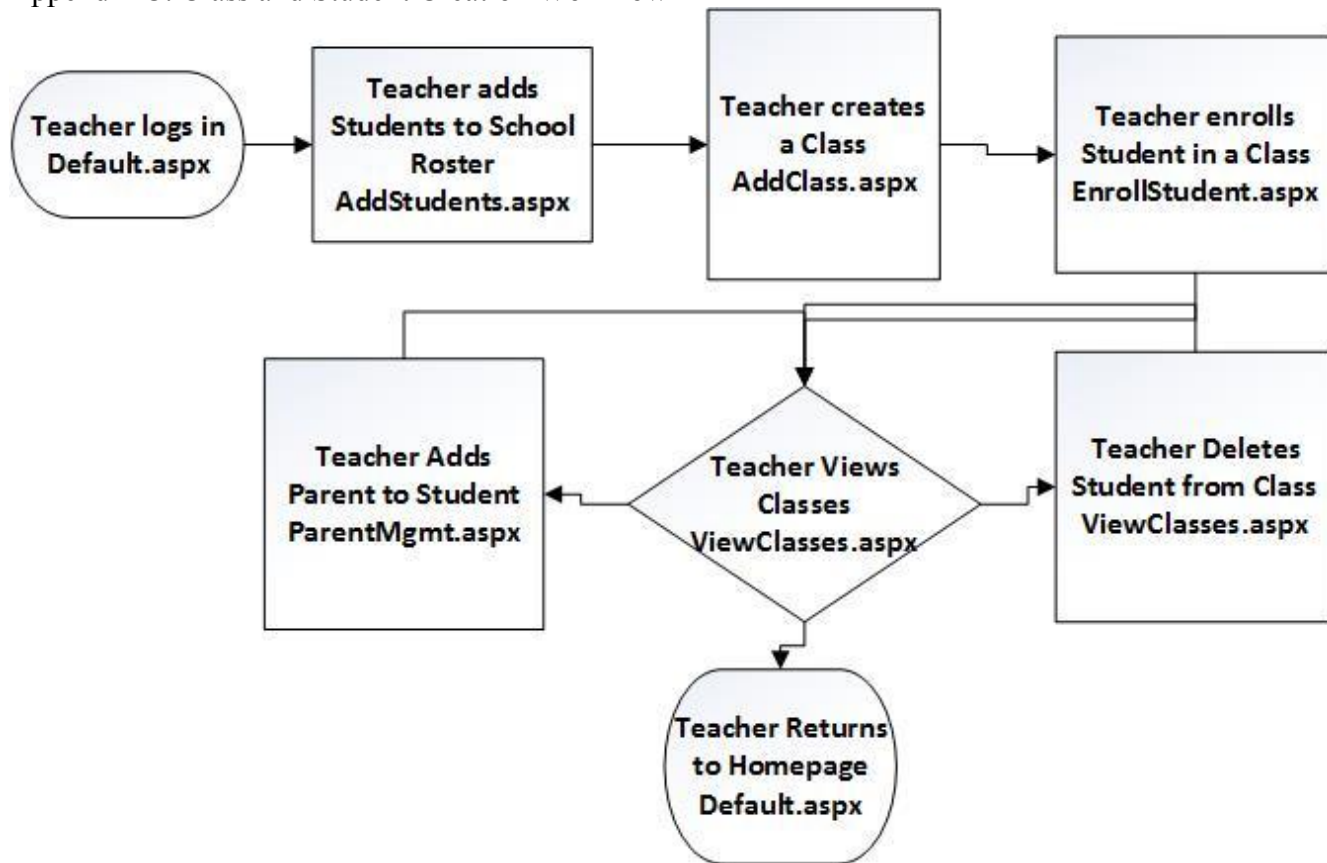 Teacher logs in
Default.aspx
Teacher adds
Students to School
Roster
AddStudents.aspx
Teacher creates
a Class
AddClass.aspx
Teacher enrolls
Student in a Class
EnrollStudent.aspx
Teacher Adds
Parent to Student
ParentMgmt.aspx
Teacher Views
Classes
ViewClasses.aspx
Teacher Deletes
Student from Class
ViewClasses.aspx
Teacher Returns
to Homepage
Default.aspx